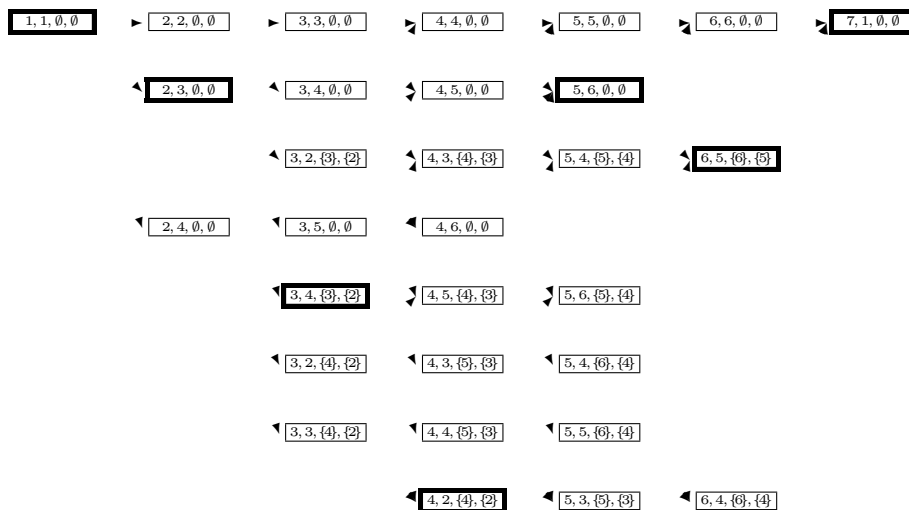 1, 1, ∅, ∅ 2, 2, ∅, ∅ 3, 3, ∅, ∅ 4, 4, ∅, ∅ 5, 5, ∅, ∅ 6, 6, ∅, ∅ 7, 1, ∅, ∅
2, 3, ∅, ∅ 3, 4, ∅, ∅ 4, 5, ∅, ∅ 5, 6, ∅, ∅
3, 2, {3}, {2} 4, 3, {4}, {3} 5, 4, {5}, {4} 6, 5, {6}, {5}
2, 4, ∅, ∅ 3, 5, ∅, ∅ 4, 6, ∅, ∅
3, 4, {3}, {2} 4, 5, {4}, {3} 5, 6, {5}, {4}
3, 2, {4}, {2} 4, 3, {5}, {3} 5, 4, {6}, {4}
3, 3, {4}, {2} 4, 4, {5}, {3} 5, 5, {6}, {4}
4, 2, {4}, {2} 5, 3, {5}, {3} 6, 4, {6}, {4}